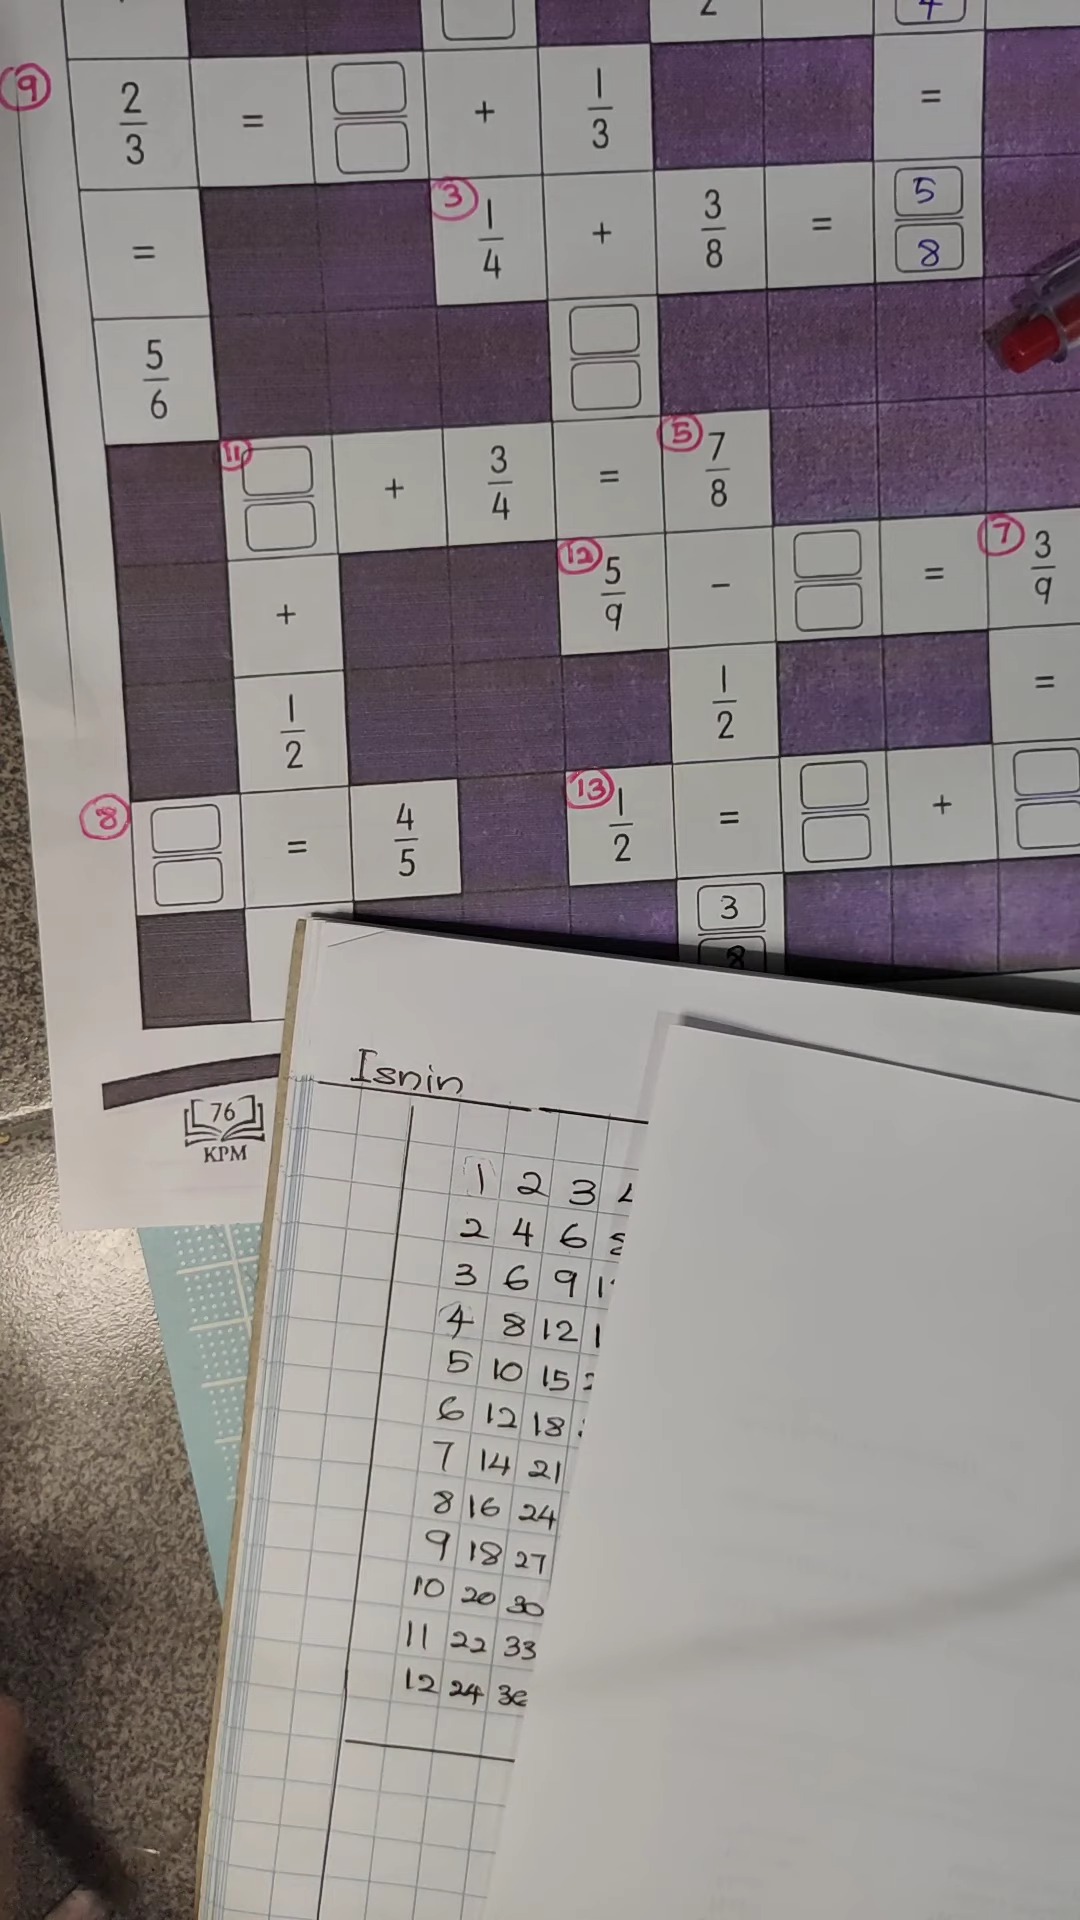 4
9 2/3 = + 1/3 =
3 1/4 + 3/8 = 5/8
=
5/6
11 + 3/4 = 5 7/8
+ 12 5/9 - = 7 3/9
1/2 1/2 =
8 = 4/5 13 1/2 = +
3/8
76
KPM
Isnin
1 2 3
2 4 6
3 6 9
4 8 12
5 10 15
6 12 18
7 14 21
8 16 24
9 18 27
10 20 30
11 22 33
12 24